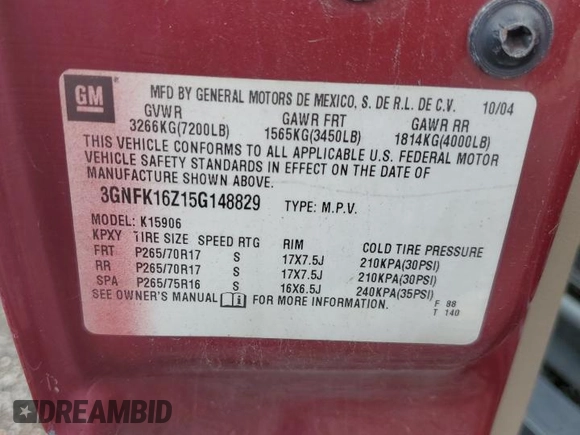 GM
MFD BY GENERAL MOTORS DE MEXICO, S. DE R.L. DE C.V. 10/04
GVWR GAWR FRT GAWR RR
3266KG(7200LB) 1565KG(3450LB) 1814KG(4000LB)
THIS VEHICLE CONFORMS TO ALL APPLICABLE U.S. FEDERAL MOTOR
VEHICLE SAFETY STANDARDS IN EFFECT ON THE DATE OF
MANUFACTURE SHOWN ABOVE.
3GNFK16Z15G148829 TYPE: M.P.V.
MODEL: K15906
KPXY TIRE SIZE SPEED RTG RIM COLD TIRE PRESSURE
FRT P265/70R17 S 17X7.5J 210KPA(30PSI)
RR P265/70R17 S 17X7.5J 210KPA(30PSI)
SPA P265/75R16 S 16X6.5J 240KPA(35PSI)
SEE OWNER'S MANUAL FOR MORE INFORMATION. F 88
T 140
DREAMBID